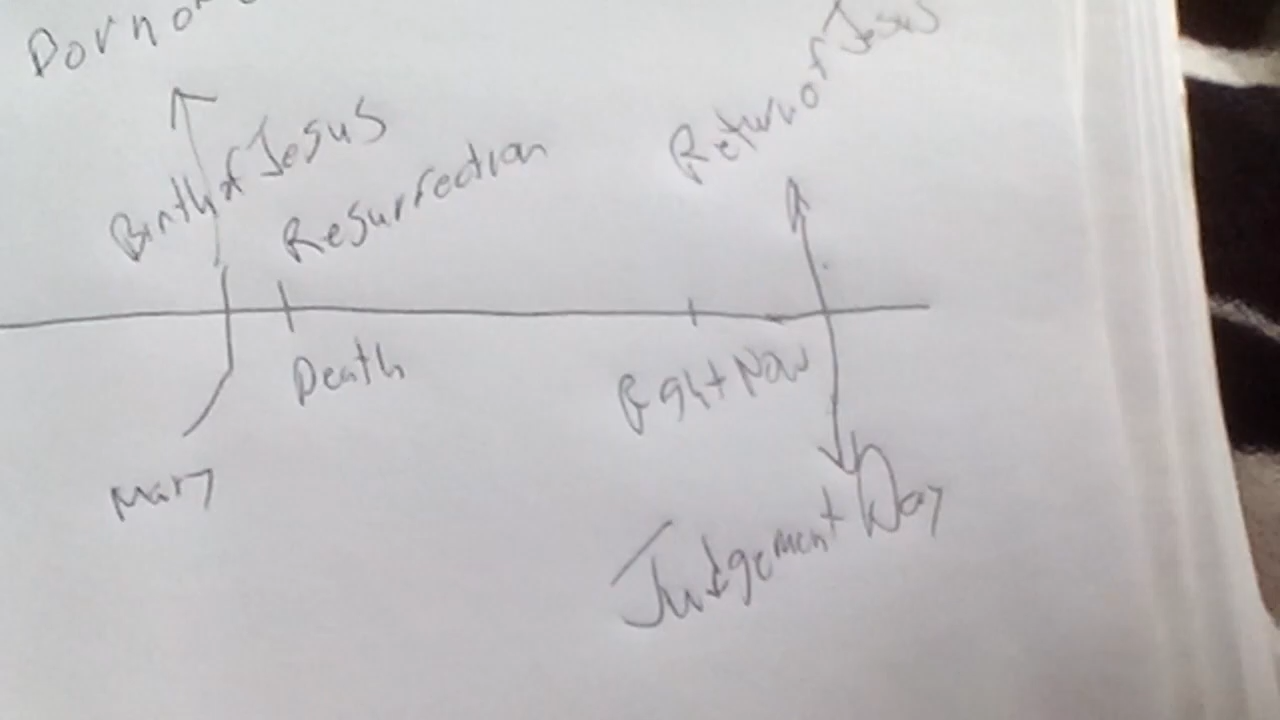 Birth of Jesus
Resurrection
Return of Jesus
Death
Right Now
Mary
Judgement Day